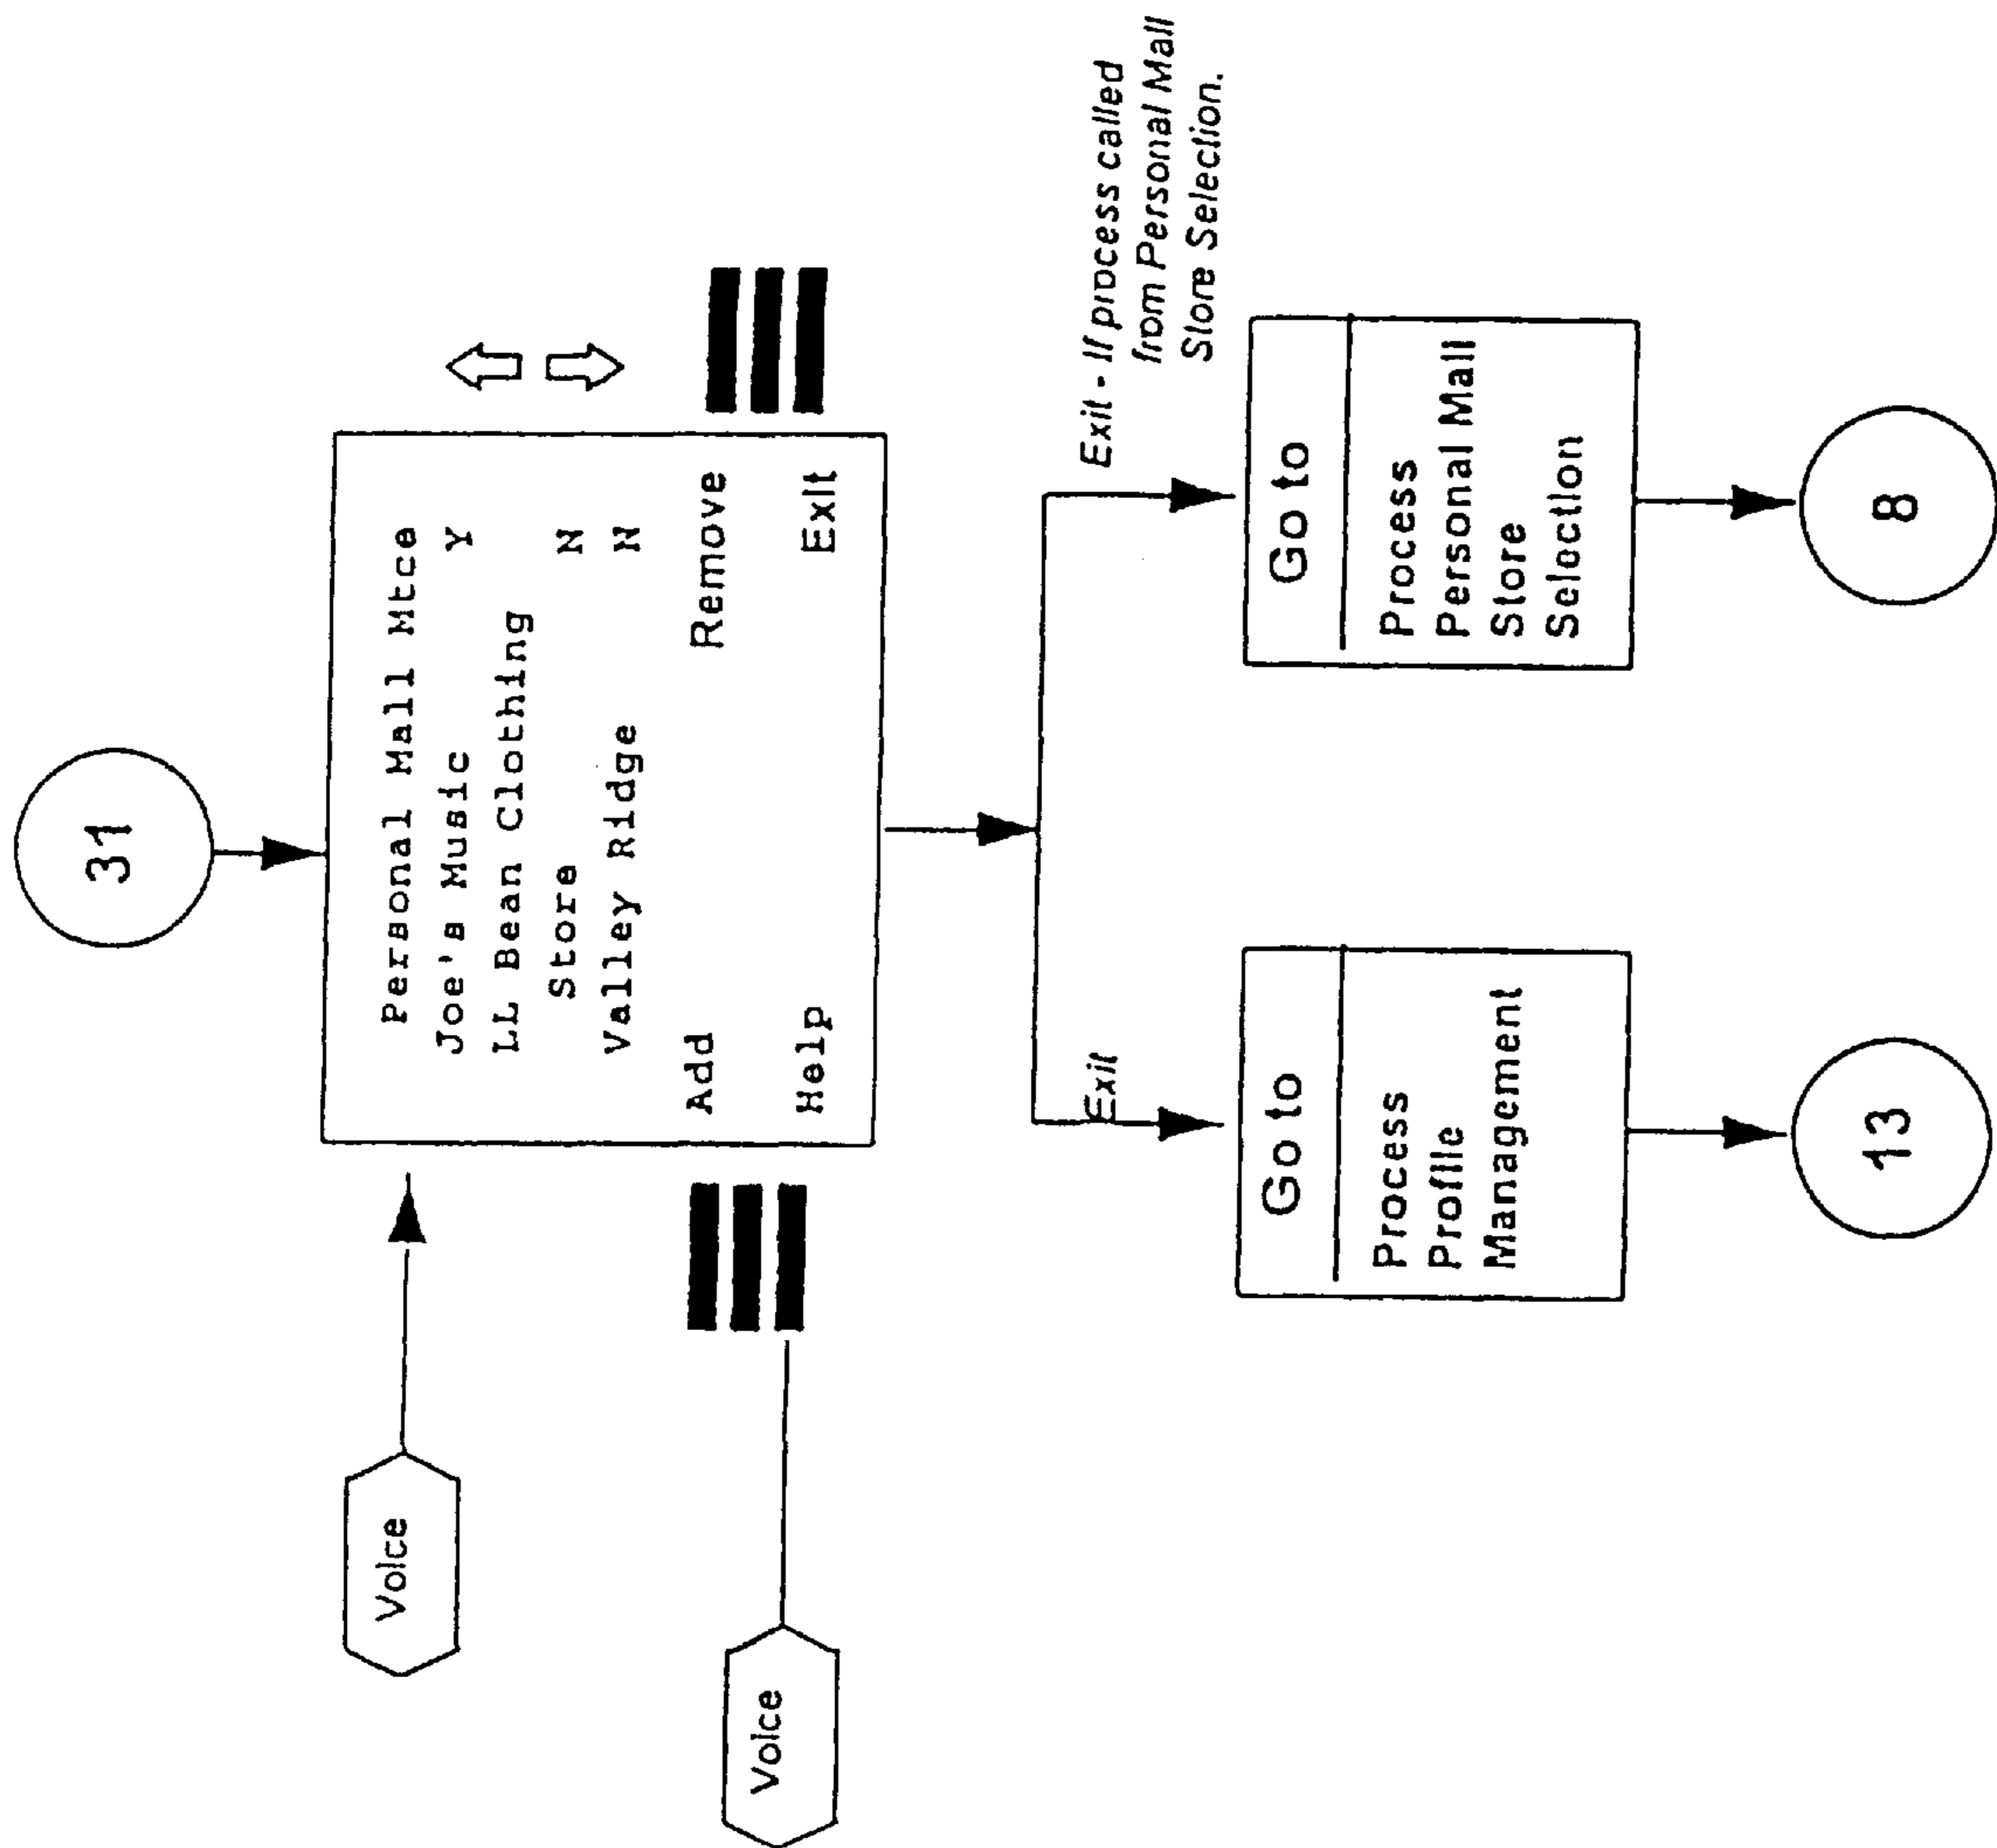 31
Voice
Personal Mall Mtce
Joe's Music Y
LL Bean Clothing
Store N
Valley Ridge N
Add Remove
Help Exit
Voice
Exit
Exit - If process called
from Personal Mall
Store Selection.
Go to
Process
Profile
Management
Go to
Process
Personal Mall
Store
Selection
13
8